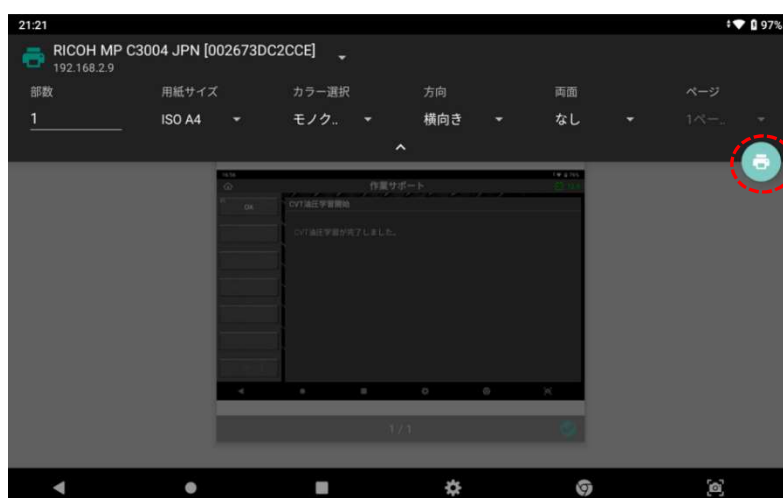 21:21
97%
RICOH MP C3004 JPN [002673DC2CCE]
192.168.2.9
部数
用紙サイズ
カラー選択
方向
両面
ページ
1
ISO A4
モノク..
横向き
なし
1ペー..
作業サポート
OK
CVT油圧学習開始
CVT油圧学習が完了しました。
1 / 1